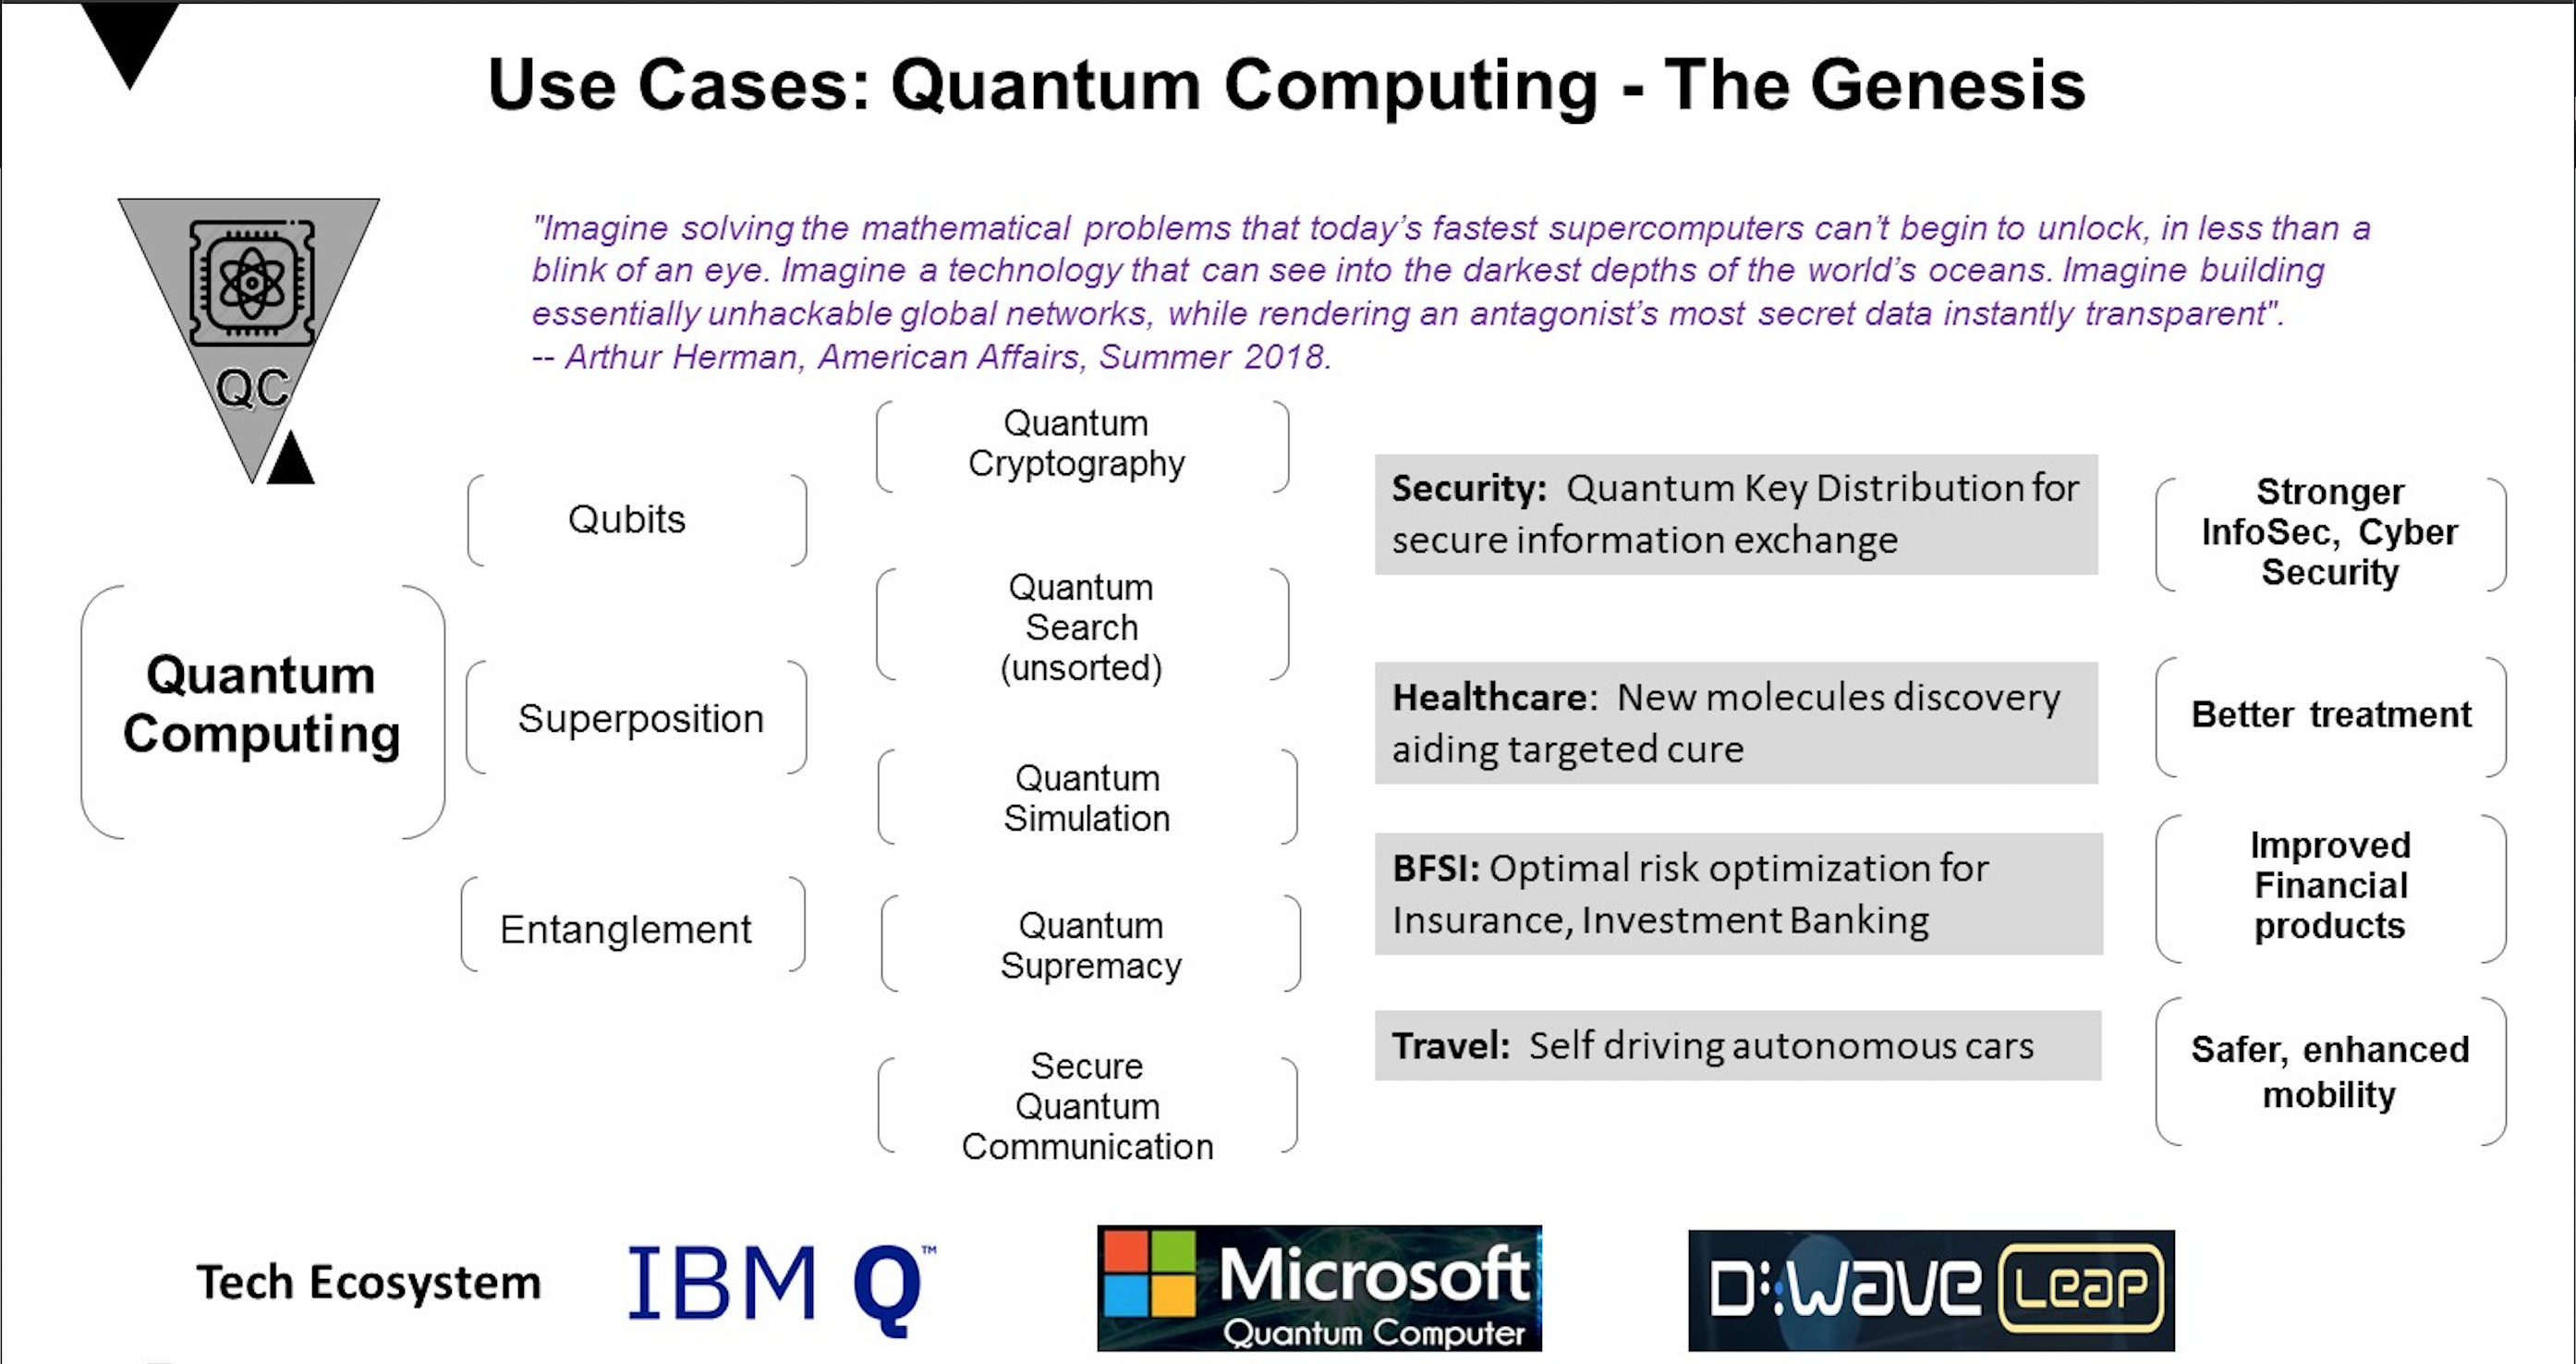 Use Cases: Quantum Computing - The Genesis
"Imagine solving the mathematical problems that today’s fastest supercomputers can’t begin to unlock, in less than a
blink of an eye. Imagine a technology that can see into the darkest depths of the world’s oceans. Imagine building
essentially unhackable global networks, while rendering an antagonist’s most secret data instantly transparent".
-- Arthur Herman, American Affairs, Summer 2018.
QC
Quantum
Computing
Qubits
Superposition
Entanglement
Quantum
Cryptography
Quantum
Search
(unsorted)
Quantum
Simulation
Quantum
Supremacy
Secure
Quantum
Communication
Security: Quantum Key Distribution for
secure information exchange
Healthcare: New molecules discovery
aiding targeted cure
BFSI: Optimal risk optimization for
Insurance, Investment Banking
Travel: Self driving autonomous cars
Stronger
InfoSec, Cyber
Security
Better treatment
Improved
Financial
products
Safer, enhanced
mobility
Tech Ecosystem
IBM Q™
Microsoft
Quantum Computer
D:Wave Leap